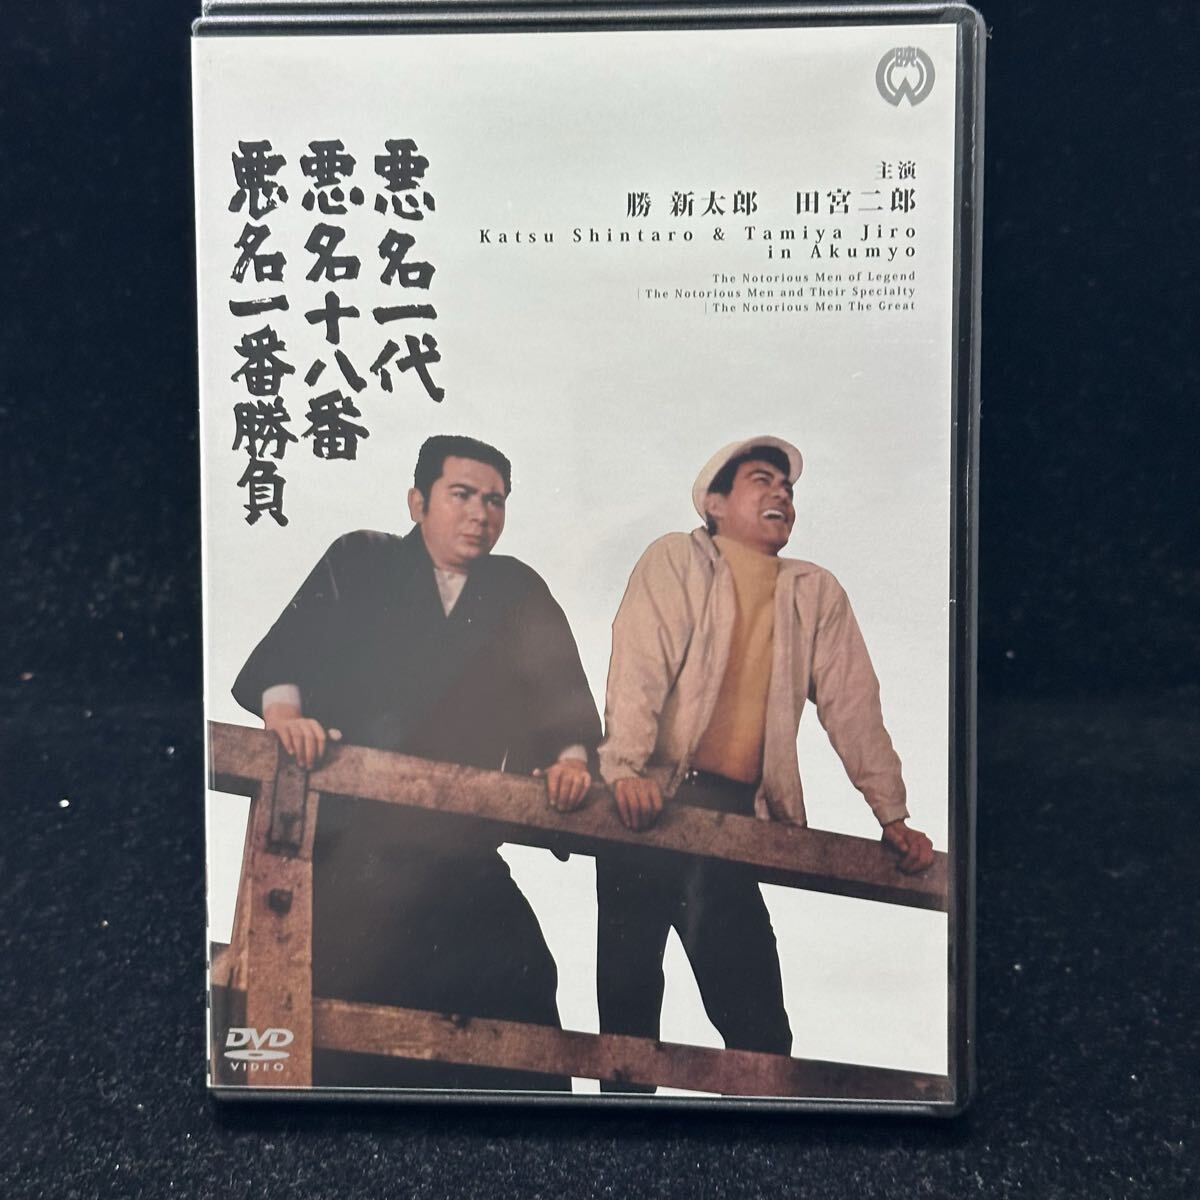 映
悪名一代
悪名十八番
悪名一番勝負
主演
勝 新太郎 田宮二郎
Katsu Shintaro & Tamiya Jiro
in Akumyo
The Notorious Men of Legend
| The Notorious Men and Their Specialty
| The Notorious Men The Great
DVD
VIDEO